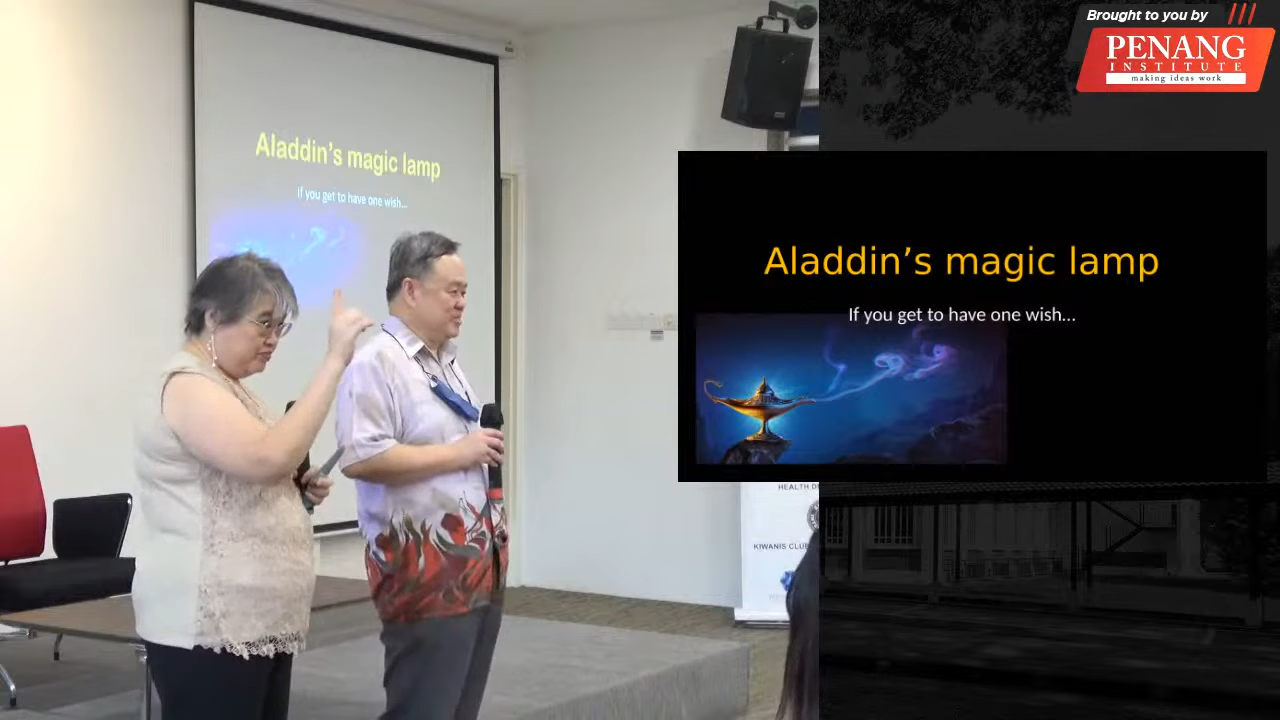 Brought to you by
PENANG
INSTITUTE
making ideas work
Aladdin's magic lamp
if you get to have one wish...
Aladdin's magic lamp
If you get to have one wish...
HEALTH
KIWANIS CLUB